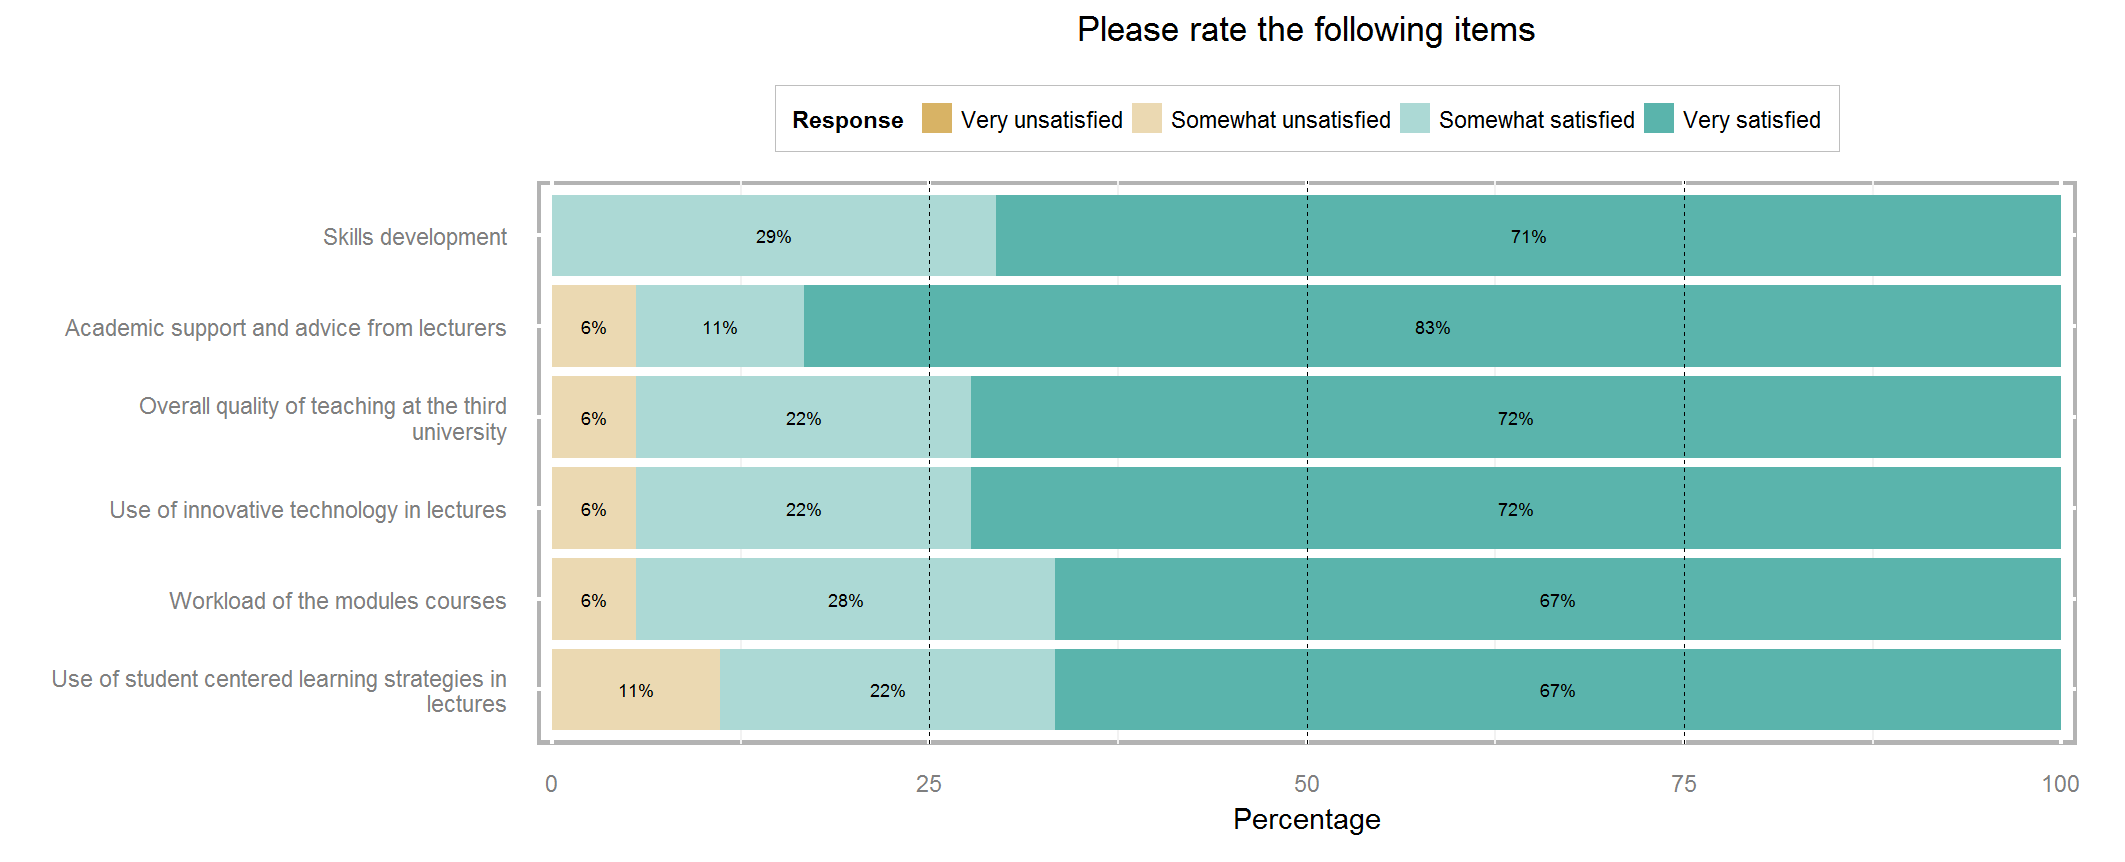 Please rate the following items
Response Very unsatisfied Somewhat unsatisfied Somewhat satisfied Very satisfied
Skills development 29% 71%
Academic support and advice from lecturers 6% 11% 83%
Overall quality of teaching at the third
university 6% 22% 72%
Use of innovative technology in lectures 6% 22% 72%
Workload of the modules courses 6% 28% 67%
Use of student centered learning strategies in
lectures 11% 22% 67%
0 25 50 75 100
Percentage